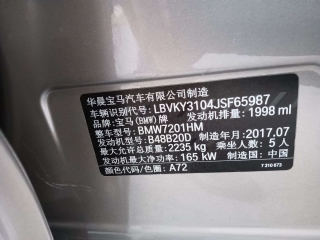 华晨宝马汽车有限公司制造
车辆识别代号: LBVKY3104JSF65987
发动机排量: 1998 ml
品牌: 宝马(BMW)牌
整车型号: BMW7201HM
发动机型号: B48B20D 制造年月: 2017.07
最大允许总质量: 2235 kg 乘坐人数: 5人
发动机最大净功率: 165 kW 制造国: 中国
颜色代码/色圈: A72
7 310 673